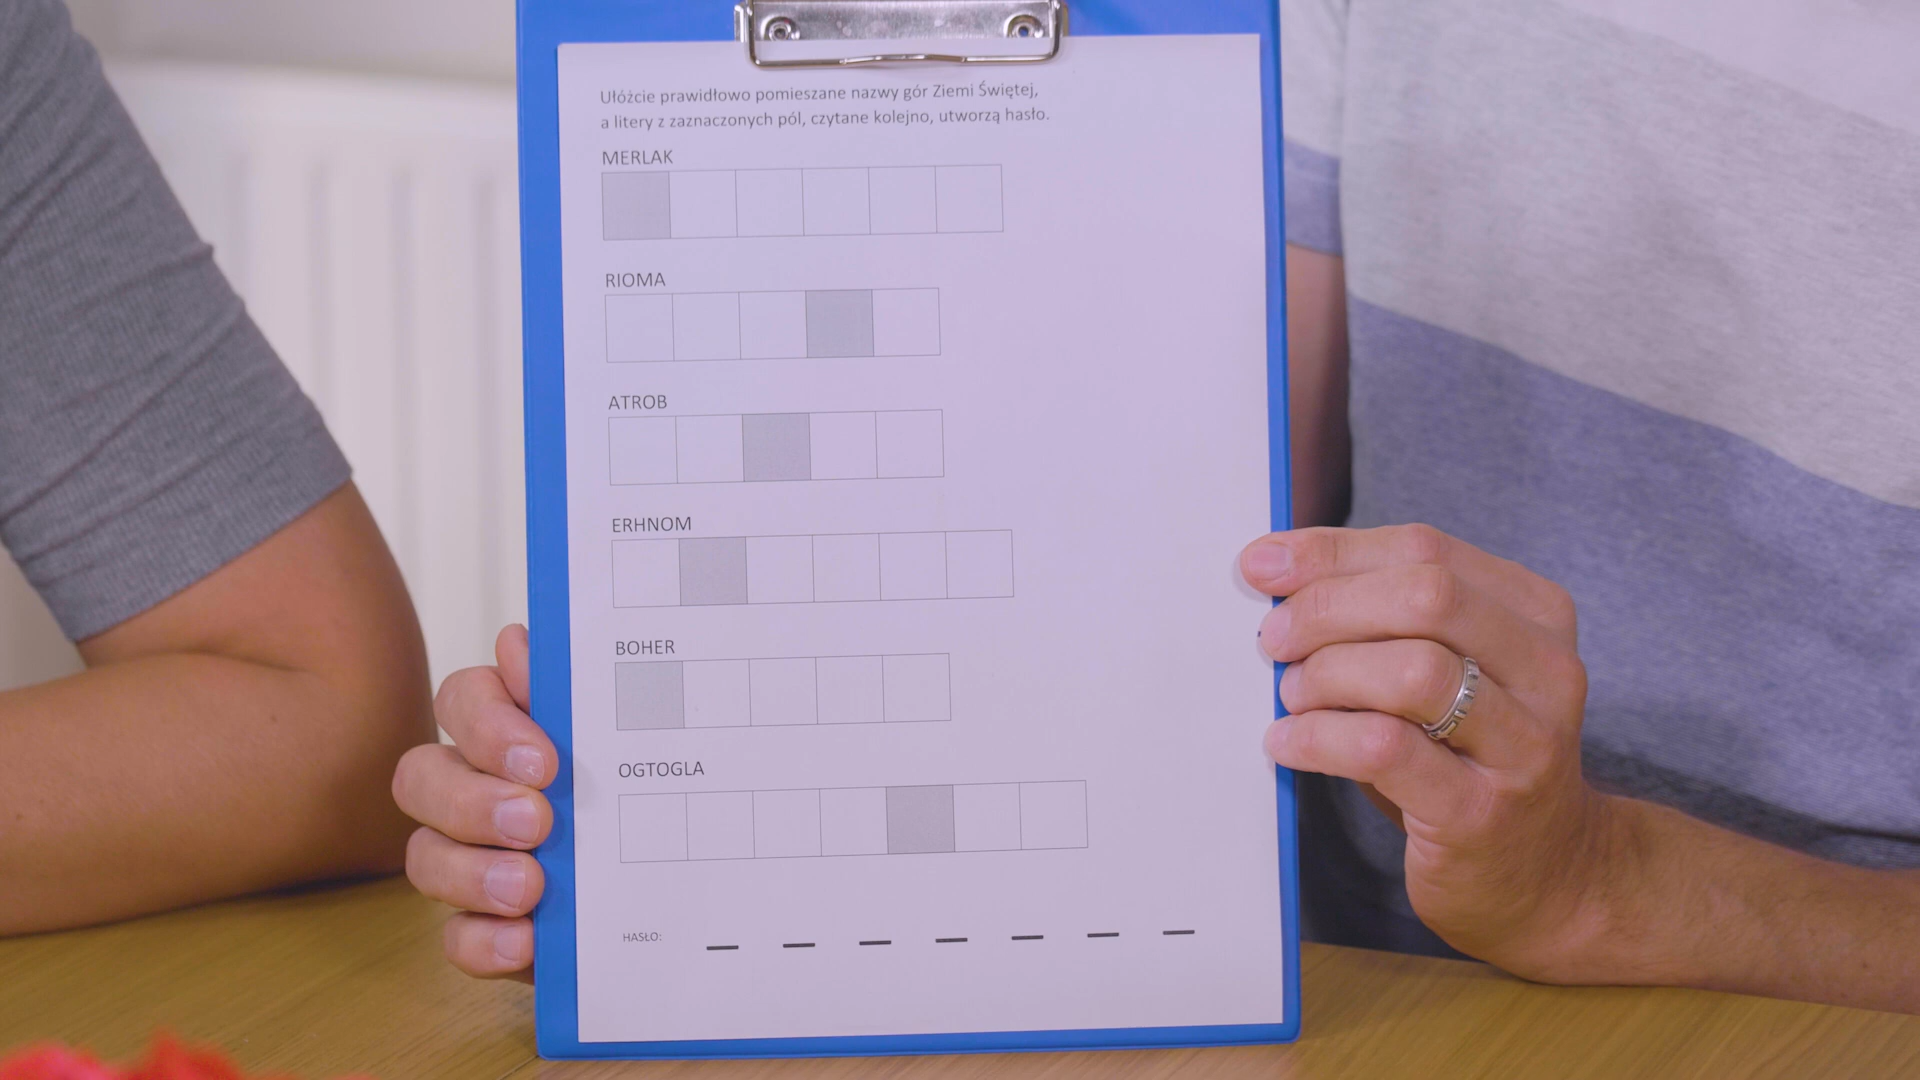 Ułóżcie prawidłowo pomieszane nazwy gór Ziemi Świętej,
a litery z zaznaczonych pól, czytane kolejno, utworzą hasło.
MERLAK
RIOMA
ATROB
ERHNOM
BOHER
OGTOGLA
HASŁO: